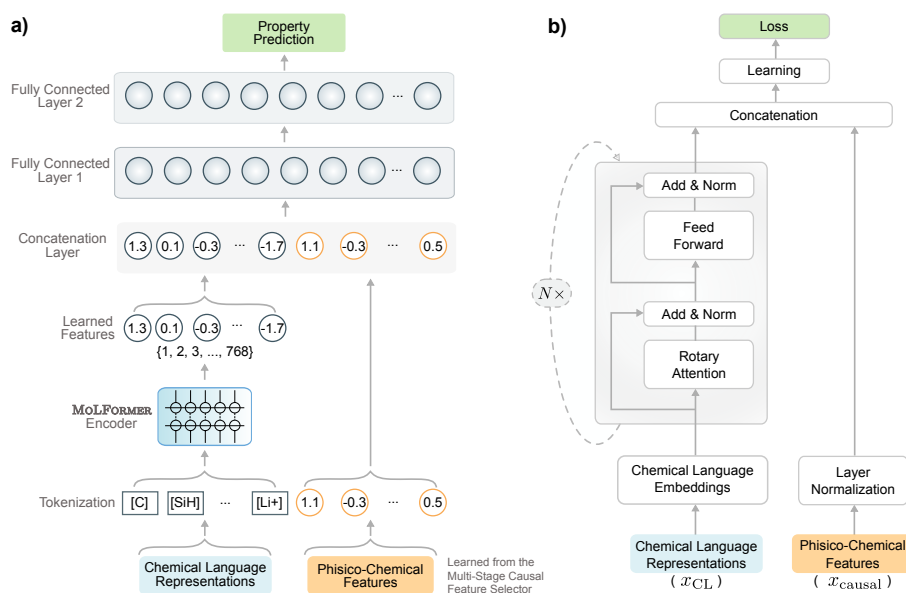 a)
Property
Prediction
Fully Connected
Layer 2
...
Fully Connected
Layer 1
...
Concatenation
Layer
1.3 0.1 -0.3 ... -1.7 1.1 -0.3 ... 0.5
Learned
Features
1.3 0.1 -0.3 ... -1.7
{1, 2, 3, ..., 768}
MOLFORMER
Encoder
Tokenization
[C] [SiH] ... [Li+] 1.1 -0.3 ... 0.5
Chemical Language
Representations
Phisico-Chemical
Features
Learned from the
Multi-Stage Causal
Feature Selector
b)
Loss
Learning
Concatenation
Add & Norm
Feed
Forward
N×
Add & Norm
Rotary
Attention
Chemical Language
Embeddings
Layer
Normalization
Chemical Language
Representations
( x_CL )
Phisico-Chemical
Features
( x_causal )